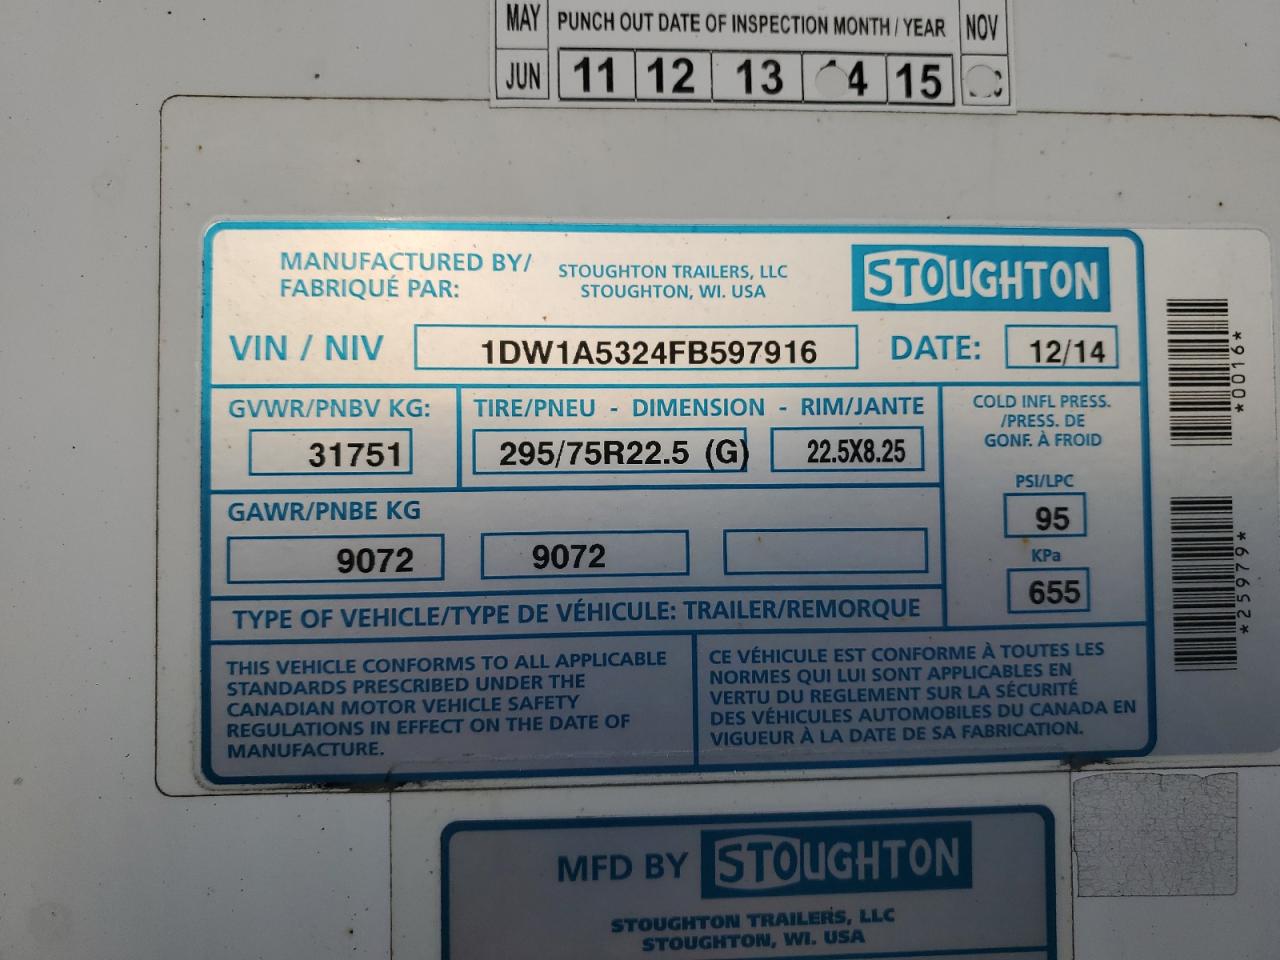 MAY PUNCH OUT DATE OF INSPECTION MONTH / YEAR NOV
JUN 11 12 13 4 15
MANUFACTURED BY/
FABRIQUÉ PAR:
STOUGHTON TRAILERS, LLC
STOUGHTON, WI. USA
STOUGHTON
VIN / NIV 1DW1A5324FB597916 DATE: 12/14
GVWR/PNBV KG: TIRE/PNEU - DIMENSION - RIM/JANTE
31751 295/75R22.5 (G) 22.5X8.25
COLD INFL PRESS.
/PRESS. DE
GONF. À FROID
PSI/LPC
95
KPa
655
GAWR/PNBE KG
9072 9072
TYPE OF VEHICLE/TYPE DE VÉHICULE: TRAILER/REMORQUE
THIS VEHICLE CONFORMS TO ALL APPLICABLE
STANDARDS PRESCRIBED UNDER THE
CANADIAN MOTOR VEHICLE SAFETY
REGULATIONS IN EFFECT ON THE DATE OF
MANUFACTURE.
CE VÉHICULE EST CONFORME À TOUTES LES
NORMES QUI LUI SONT APPLICABLES EN
VERTU DU REGLEMENT SUR LA SÉCURITÉ
DES VÉHICULES AUTOMOBILES DU CANADA EN
VIGUEUR À LA DATE DE SA FABRICATION.
*0016*
*25979*
MFD BY STOUGHTON
STOUGHTON TRAILERS, LLC
STOUGHTON, WI. USA